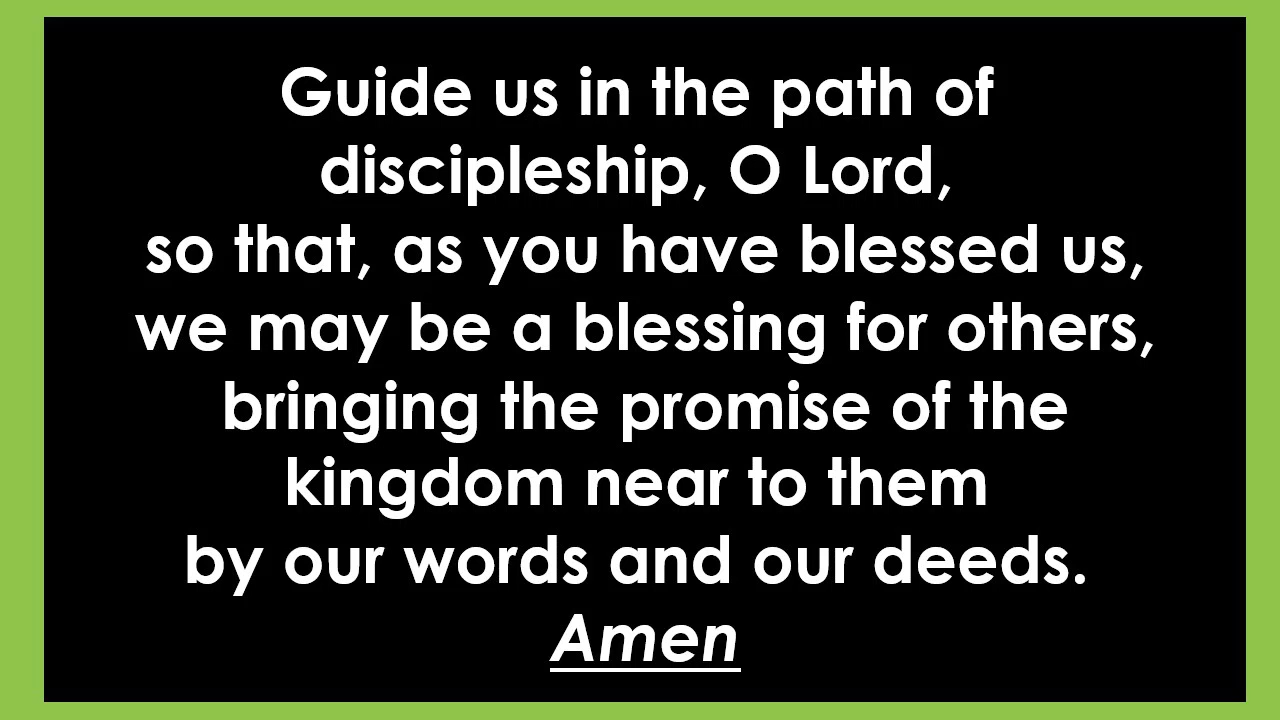 Guide us in the path of
discipleship, O Lord,
so that, as you have blessed us,
we may be a blessing for others,
bringing the promise of the
kingdom near to them
by our words and our deeds.
Amen